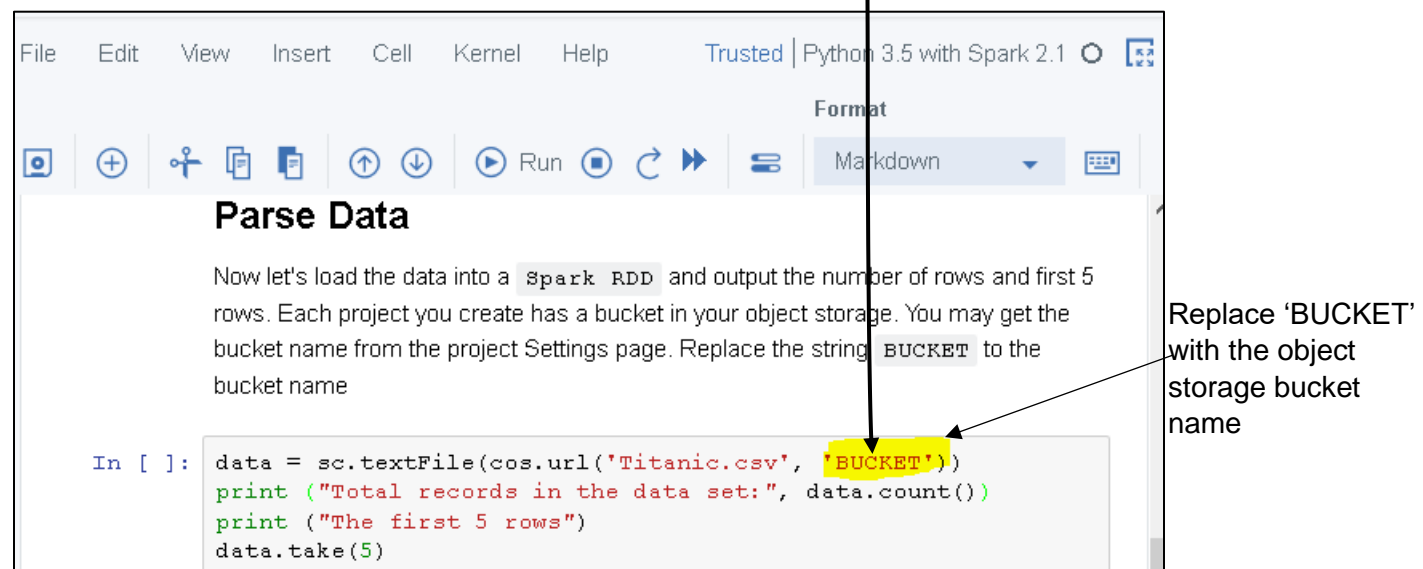 File Edit View Insert Cell Kernel Help Trusted | Python 3.5 with Spark 2.1
Format
Run Markdown
Parse Data
Now let's load the data into a Spark RDD and output the number of rows and first 5
rows. Each project you create has a bucket in your object storage. You may get the
bucket name from the project Settings page. Replace the string BUCKET to the
bucket name
Replace ‘BUCKET’
with the object
storage bucket
name
In [ ]: data = sc.textFile(cos.url('Titanic.csv', 'BUCKET'))
print ("Total records in the data set:", data.count())
print ("The first 5 rows")
data.take(5)